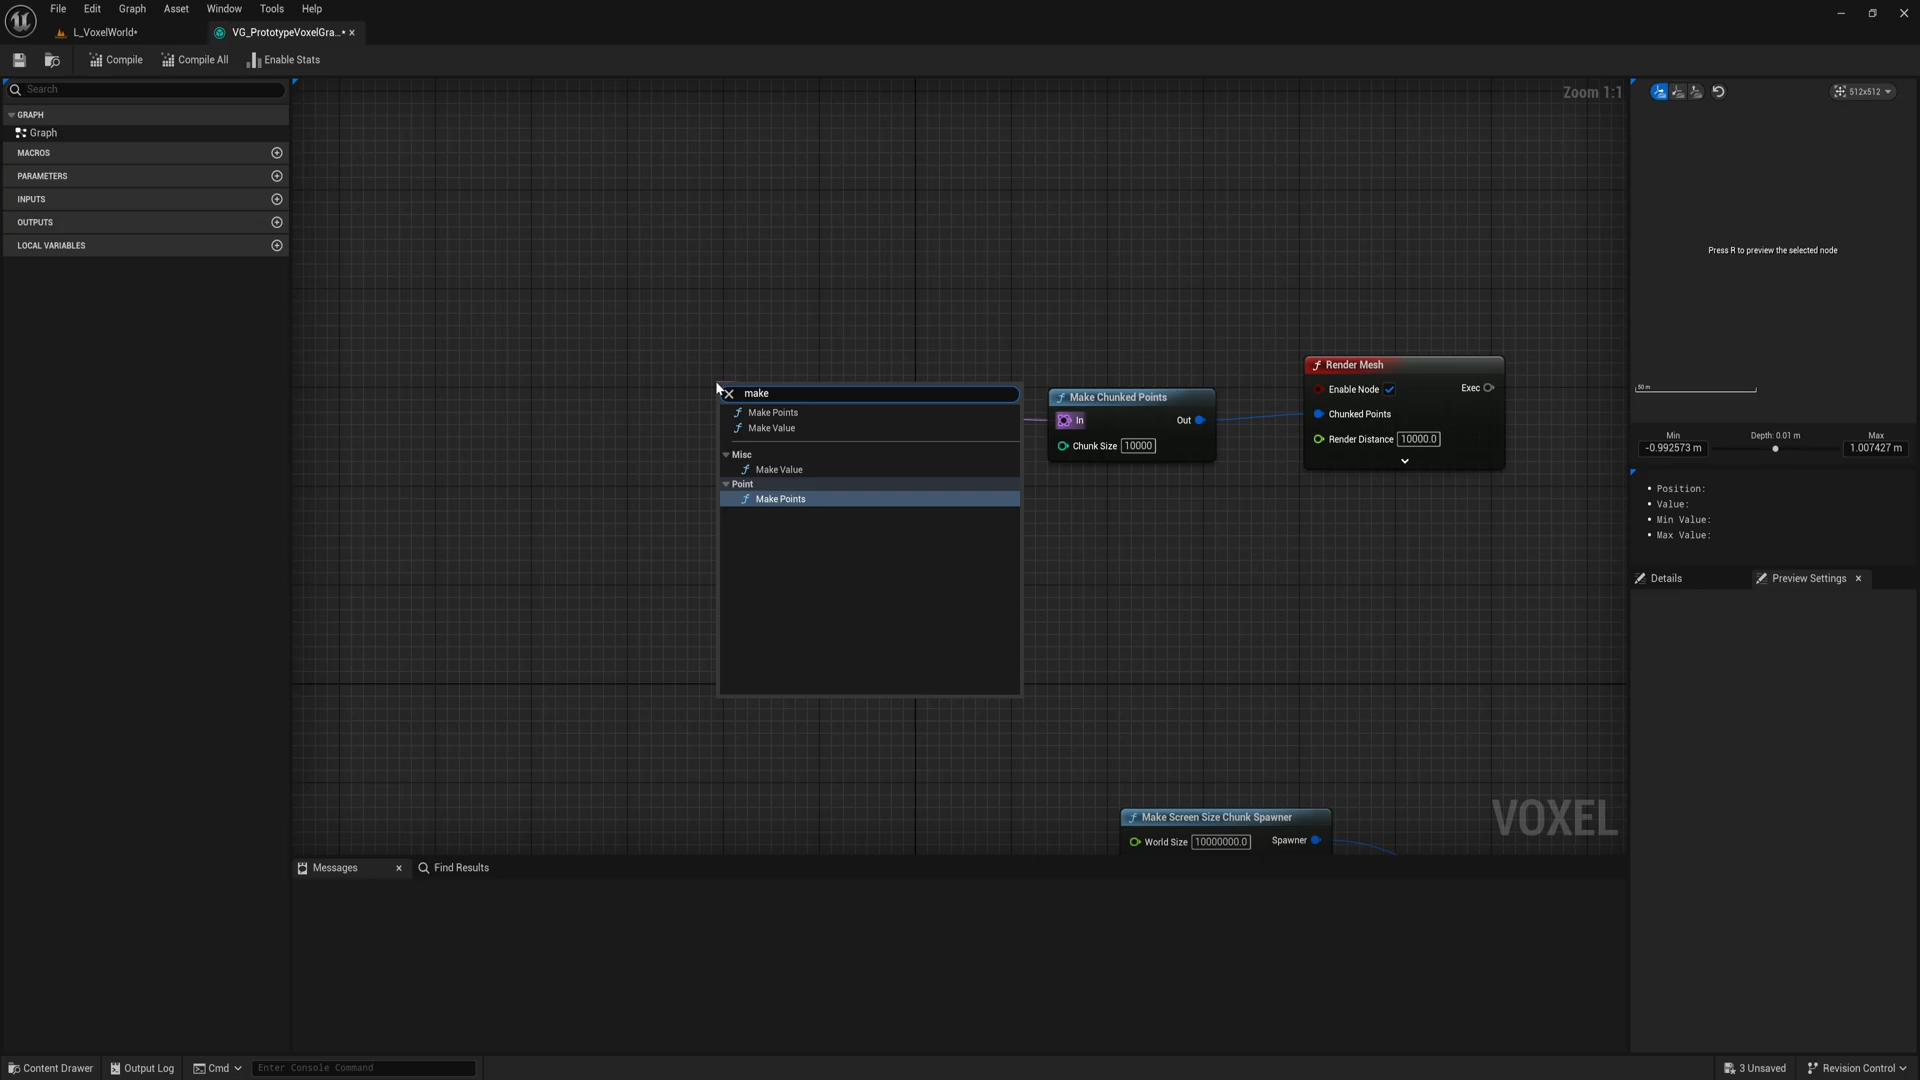 File Edit Graph Asset Window Tools Help
L_VoxelWorld*
VG_PrototypeVoxelGra...*
Compile Compile All Enable Stats
Search
GRAPH
Graph
MACROS
PARAMETERS
INPUTS
OUTPUTS
LOCAL VARIABLES
Zoom 1:1
make
Make Points
Make Value
Misc
Make Value
Point
Make Points
Make Chunked Points
In Out
Chunk Size 10000
Render Mesh
Enable Node Exec
Chunked Points
Render Distance 10000.0
Make Screen Size Chunk Spawner
World Size 10000000.0 Spawner
VOXEL
512x512
Press R to preview the selected node
50 m
Min Depth: 0.01 m Max
-0.992573 m 1.007427 m
• Position:
• Value:
• Min Value:
• Max Value:
Details Preview Settings
Messages Find Results
Content Drawer Output Log Cmd Enter Console Command 3 Unsaved Revision Control